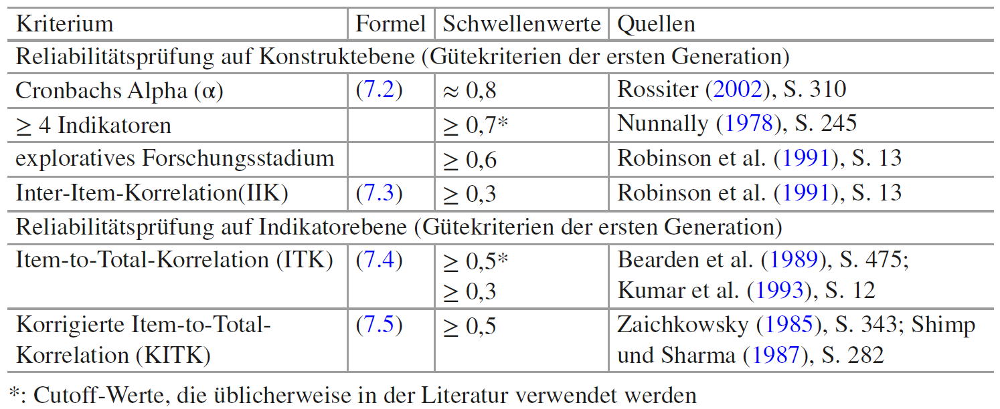 Kriterium Formel Schwellenwerte Quellen
Reliabilitätsprüfung auf Konstruktebene (Gütekriterien der ersten Generation)
Cronbachs Alpha (α) (7.2) ≈ 0,8 Rossiter (2002), S. 310
≥ 4 Indikatoren ≥ 0,7* Nunnally (1978), S. 245
exploratives Forschungsstadium ≥ 0,6 Robinson et al. (1991), S. 13
Inter-Item-Korrelation(IIK) (7.3) ≥ 0,3 Robinson et al. (1991), S. 13
Reliabilitätsprüfung auf Indikatorebene (Gütekriterien der ersten Generation)
Item-to-Total-Korrelation (ITK) (7.4) ≥ 0,5* Bearden et al. (1989), S. 475;
≥ 0,3 Kumar et al. (1993), S. 12
Korrigierte Item-to-Total- (7.5) ≥ 0,5 Zaichkowsky (1985), S. 343; Shimp
Korrelation (KITK) und Sharma (1987), S. 282
*: Cutoff-Werte, die üblicherweise in der Literatur verwendet werden